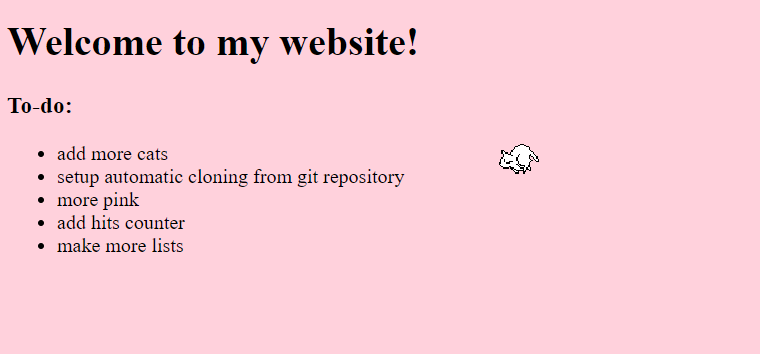 Welcome to my website!
To-do:
add more cats
setup automatic cloning from git repository
more pink
add hits counter
make more lists